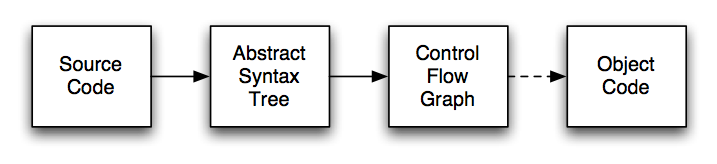 Source
Code
Abstract
Syntax
Tree
Control
Flow
Graph
Object
Code